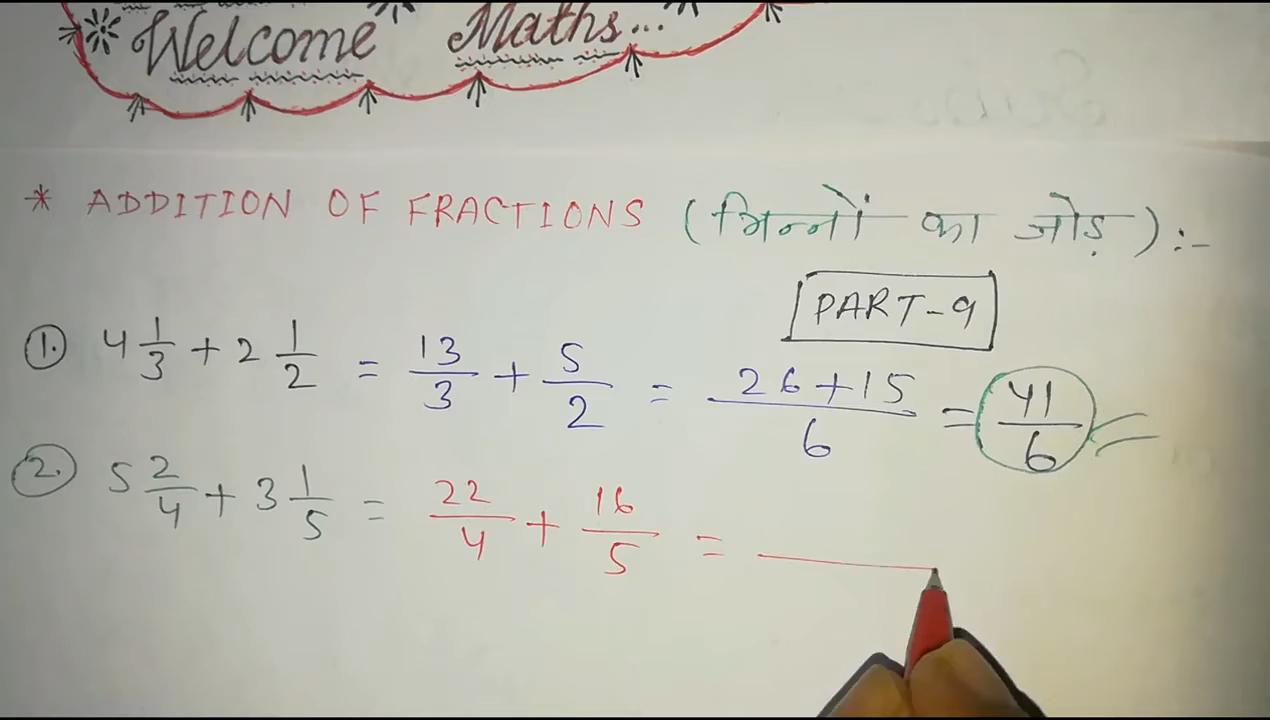 Welcome Maths...
* ADDITION OF FRACTIONS (भिन्नों का जोड़) :-
PART-9
1. 4 1/3 + 2 1/2 = 13/3 + 5/2 = 26+15/6 = 41/6
2. 5 2/4 + 3 1/5 = 22/4 + 16/5 =